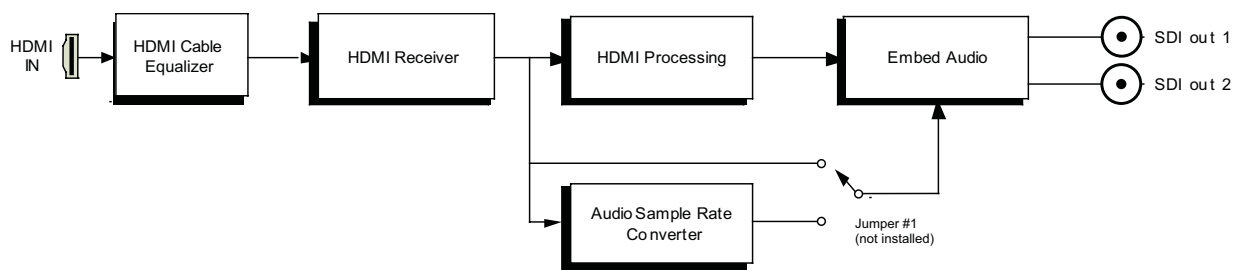 HDMI
IN
HDMI Cable
Equalizer
HDMI Receiver
HDMI Processing
Embed Audio
SDI out 1
SDI out 2
Audio Sample Rate
Converter
Jumper #1
(not installed)